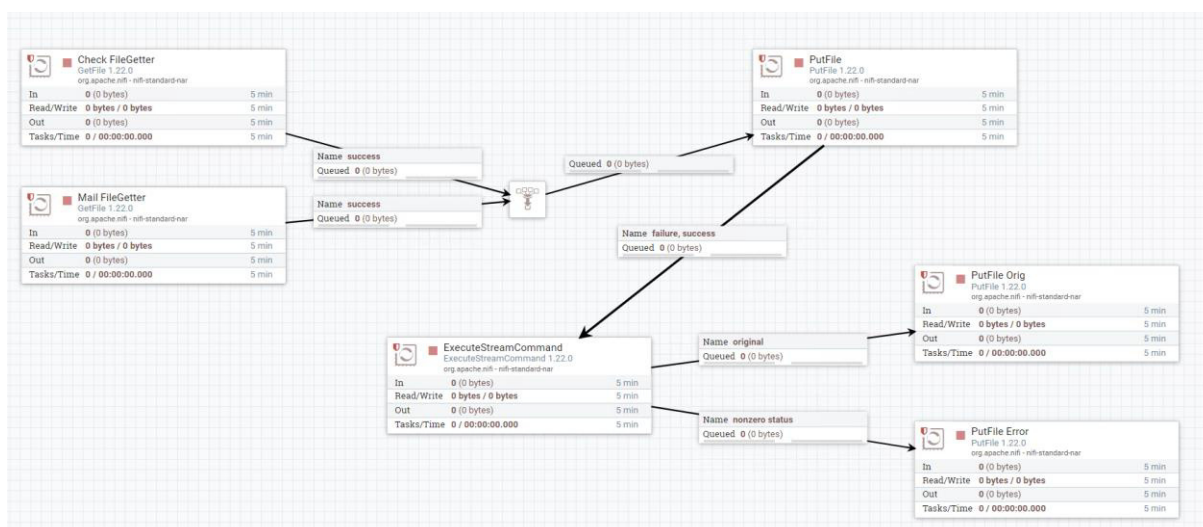 Check FileGetter
GetFile 1.22.0
org.apache.nifi - nifi-standard-nar
In 0 (0 bytes) 5 min
Read/Write 0 bytes / 0 bytes 5 min
Out 0 (0 bytes) 5 min
Tasks/Time 0 / 00:00:00.000 5 min
Mail FileGetter
GetFile 1.22.0
org.apache.nifi - nifi-standard-nar
In 0 (0 bytes) 5 min
Read/Write 0 bytes / 0 bytes 5 min
Out 0 (0 bytes) 5 min
Tasks/Time 0 / 00:00:00.000 5 min
Name success
Queued 0 (0 bytes)
Name success
Queued 0 (0 bytes)
Queued 0 (0 bytes)
PutFile
PutFile 1.22.0
org.apache.nifi - nifi-standard-nar
In 0 (0 bytes) 5 min
Read/Write 0 bytes / 0 bytes 5 min
Out 0 (0 bytes) 5 min
Tasks/Time 0 / 00:00:00.000 5 min
Name failure, success
Queued 0 (0 bytes)
ExecuteStreamCommand
ExecuteStreamCommand 1.22.0
org.apache.nifi - nifi-standard-nar
In 0 (0 bytes) 5 min
Read/Write 0 bytes / 0 bytes 5 min
Out 0 (0 bytes) 5 min
Tasks/Time 0 / 00:00:00.000 5 min
Name original
Queued 0 (0 bytes)
Name nonzero status
Queued 0 (0 bytes)
PutFile Orig
PutFile 1.22.0
org.apache.nifi - nifi-standard-nar
In 0 (0 bytes) 5 min
Read/Write 0 bytes / 0 bytes 5 min
Out 0 (0 bytes) 5 min
Tasks/Time 0 / 00:00:00.000 5 min
PutFile Error
PutFile 1.22.0
org.apache.nifi - nifi-standard-nar
In 0 (0 bytes) 5 min
Read/Write 0 bytes / 0 bytes 5 min
Out 0 (0 bytes) 5 min
Tasks/Time 0 / 00:00:00.000 5 min